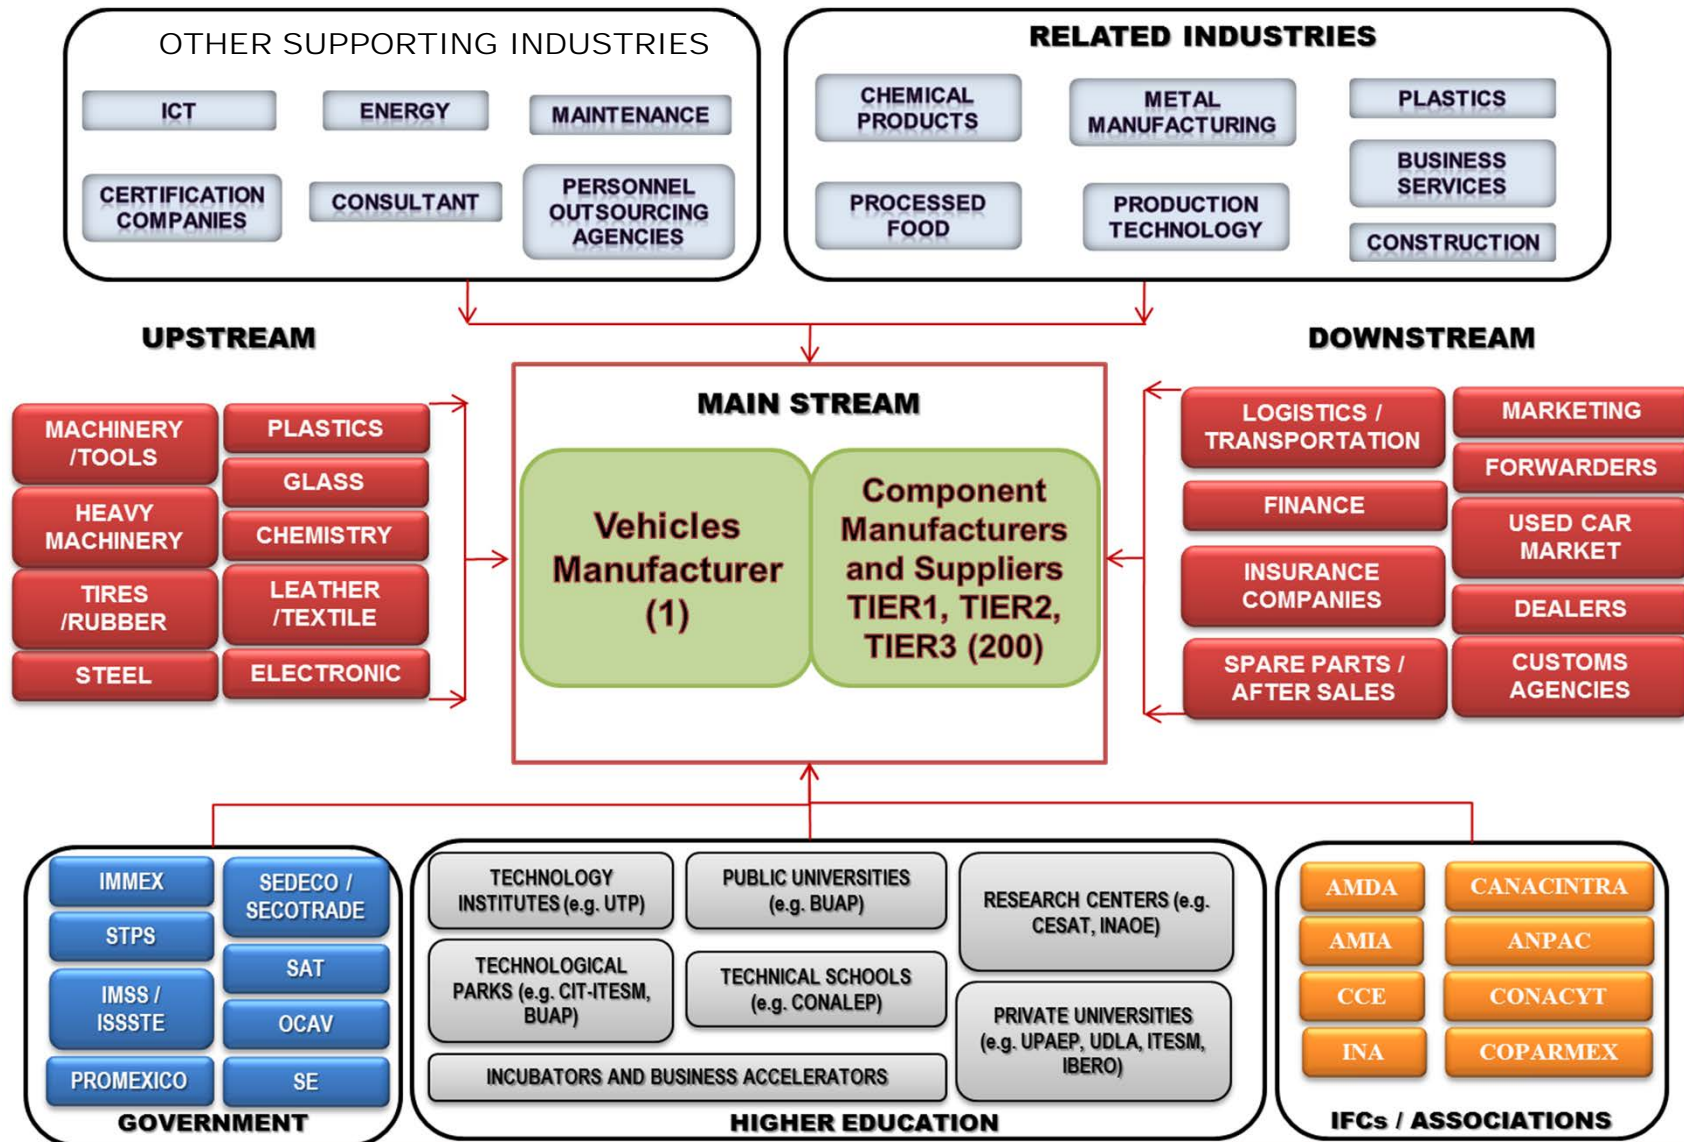 OTHER SUPPORTING INDUSTRIES
ICT
ENERGY
MAINTENANCE
CERTIFICATION
COMPANIES
CONSULTANT
PERSONNEL
OUTSOURCING
AGENCIES
RELATED INDUSTRIES
CHEMICAL
PRODUCTS
METAL
MANUFACTURING
PLASTICS
BUSINESS
SERVICES
PROCESSED
FOOD
PRODUCTION
TECHNOLOGY
CONSTRUCTION
UPSTREAM
MACHINERY
/TOOLS
HEAVY
MACHINERY
TIRES
/RUBBER
STEEL
PLASTICS
GLASS
CHEMISTRY
LEATHER
/TEXTILE
ELECTRONIC
MAIN STREAM
Vehicles
Manufacturer
(1)
Component
Manufacturers
and Suppliers
TIER1, TIER2,
TIER3 (200)
DOWNSTREAM
LOGISTICS /
TRANSPORTATION
FINANCE
INSURANCE
COMPANIES
SPARE PARTS /
AFTER SALES
MARKETING
FORWARDERS
USED CAR
MARKET
DEALERS
CUSTOMS
AGENCIES
IMMEX
STPS
IMSS /
ISSSTE
PROMEXICO
SEDECO /
SECOTRADE
SAT
OCAV
SE
GOVERNMENT
TECHNOLOGY
INSTITUTES (e.g. UTP)
PUBLIC UNIVERSITIES
(e.g. BUAP)
RESEARCH CENTERS (e.g.
CESAT, INAOE)
TECHNOLOGICAL
PARKS (e.g. CIT-ITESM,
BUAP)
TECHNICAL SCHOOLS
(e.g. CONALEP)
PRIVATE UNIVERSITIES
(e.g. UPAEP, UDLA, ITESM,
IBERO)
INCUBATORS AND BUSINESS ACCELERATORS
HIGHER EDUCATION
AMDA
AMIA
CCE
INA
CANACINTRA
ANPAC
CONACYT
COPARMEX
IFCs / ASSOCIATIONS